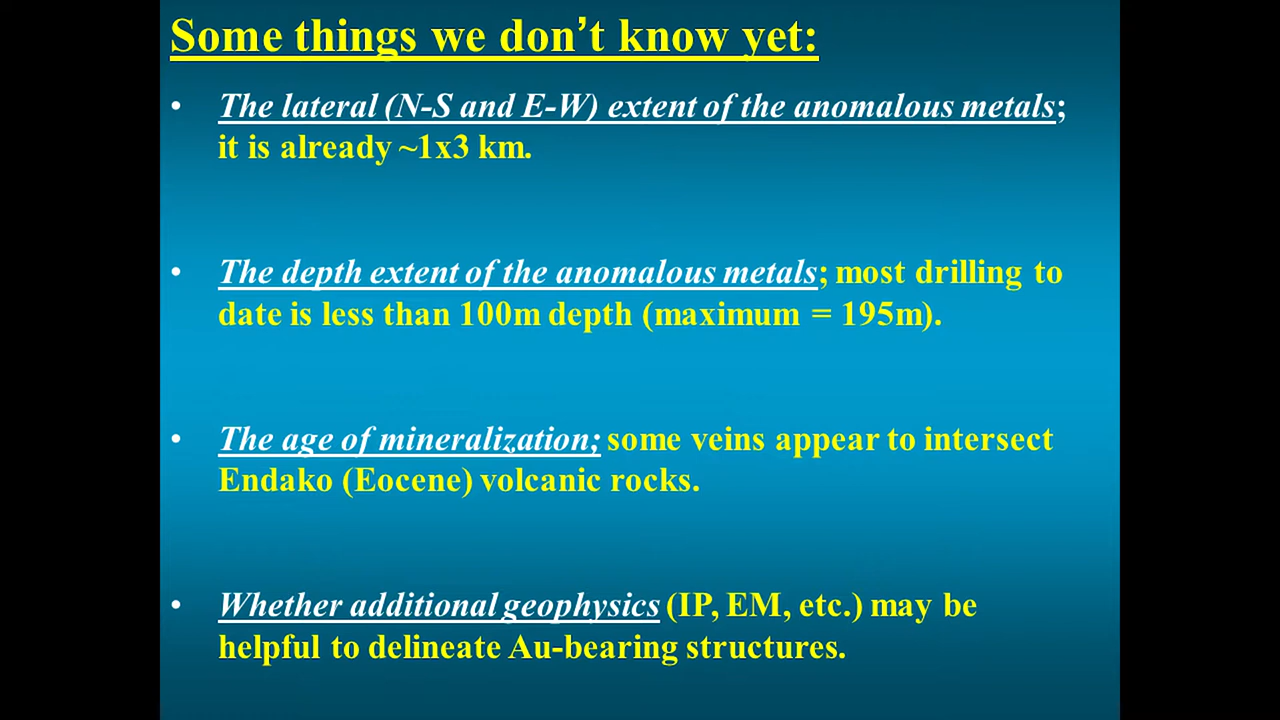 Some things we don’t know yet:
• The lateral (N-S and E-W) extent of the anomalous metals;
it is already ~1x3 km.
• The depth extent of the anomalous metals; most drilling to
date is less than 100m depth (maximum = 195m).
• The age of mineralization; some veins appear to intersect
Endako (Eocene) volcanic rocks.
• Whether additional geophysics (IP, EM, etc.) may be
helpful to delineate Au-bearing structures.